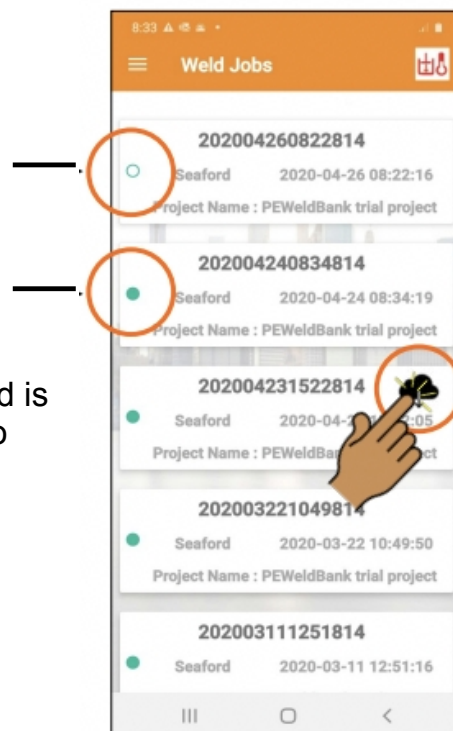 8:33
Weld Jobs
202004260822814
Seaford 2020-04-26 08:22:16
Project Name : PEWeldBank trial project
202004240834814
Seaford 2020-04-24 08:34:19
Project Name : PEWeldBank trial project
d is
202004231522814
Seaford
Project Name :
202003221049814
Seaford 2020-03-22 10:49:50
Project Name : PEWeldBank trial project
202003111251814
Seaford 2020-03-11 12:51:16